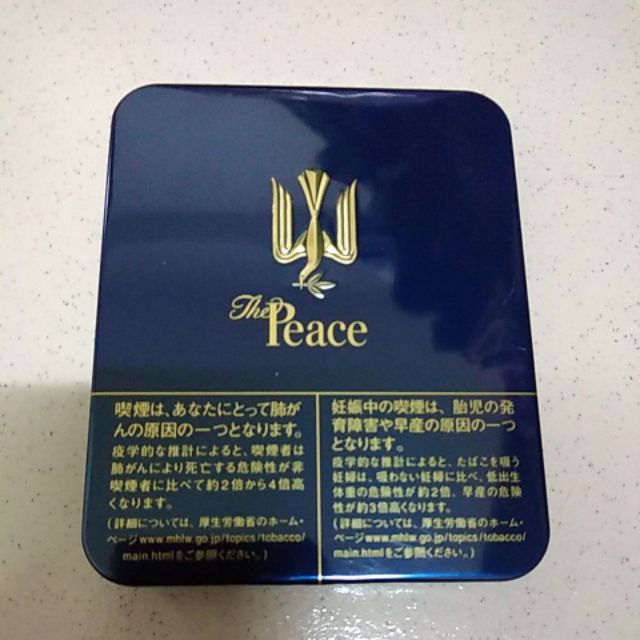 The Peace
喫煙は、あなたにとって肺が
んの原因の一つとなります。
疫学的な推計によると、喫煙者は
肺がんにより死亡する危険性が非
喫煙者に比べて約2倍から4倍高
くなります。
(詳細については、厚生労働省のホーム・
ページwww.mhlw.go.jp/topics/tobacco/
main.htmlをご参照ください。)
妊娠中の喫煙は、胎児の発
育障害や早産の原因の一つ
となります。
疫学的な推計によると、たばこを吸う
妊婦は、吸わない妊婦に比べ、低出生
体重の危険性が約2倍、早産の危険
性が約3倍高くなります。
(詳細については、厚生労働省のホーム・
ページwww.mhlw.go.jp/topics/tobacco/
main.htmlをご参照ください。)